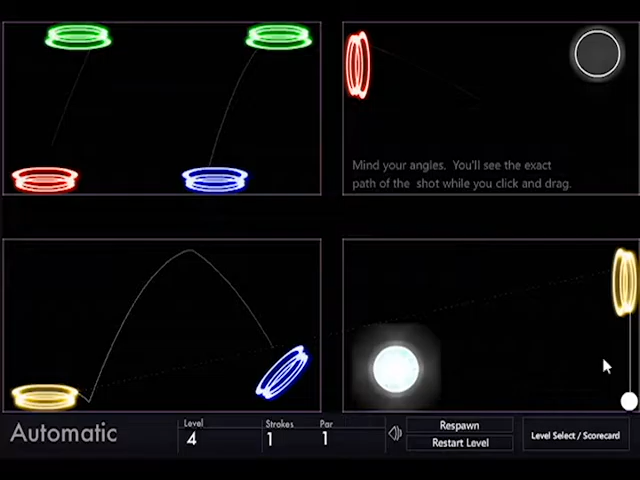 Mind your angles. You'll see the exact
path of the shot while you click and drag.
Automatic
Level
4
Strokes
1
Par
1
Respawn
Restart Level
Level Select / Scorecard